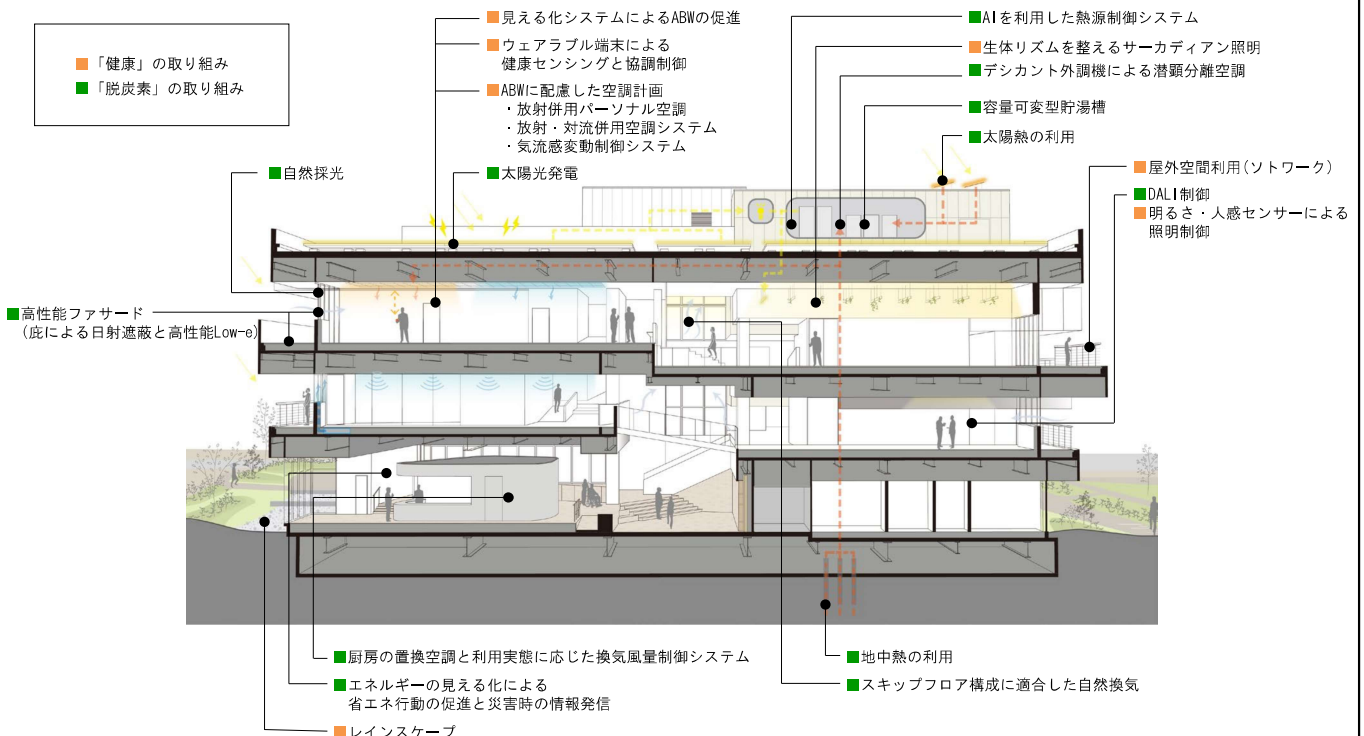 ■「健康」の取り組み
■「脱炭素」の取り組み
■見える化システムによるABWの促進
■ウェアラブル端末による
健康センシングと協調制御
■ABWに配慮した空調計画
・放射併用パーソナル空調
・放射・対流併用空調システム
・気流感変動制御システム
■AIを利用した熱源制御システム
■生体リズムを整えるサーカディアン照明
■デシカント外調機による潜顕分離空調
■容量可変型貯湯槽
■太陽熱の利用
■自然採光
■太陽光発電
■屋外空間利用(ソトワーク)
■DALI制御
■明るさ・人感センサーによる
照明制御
■高性能ファサード
(庇による日射遮蔽と高性能Low-e)
■厨房の置換空調と利用実態に応じた換気風量制御システム
■エネルギーの見える化による
省エネ行動の促進と災害時の情報発信
■レインスケープ
■地中熱の利用
■スキップフロア構成に適合した自然換気